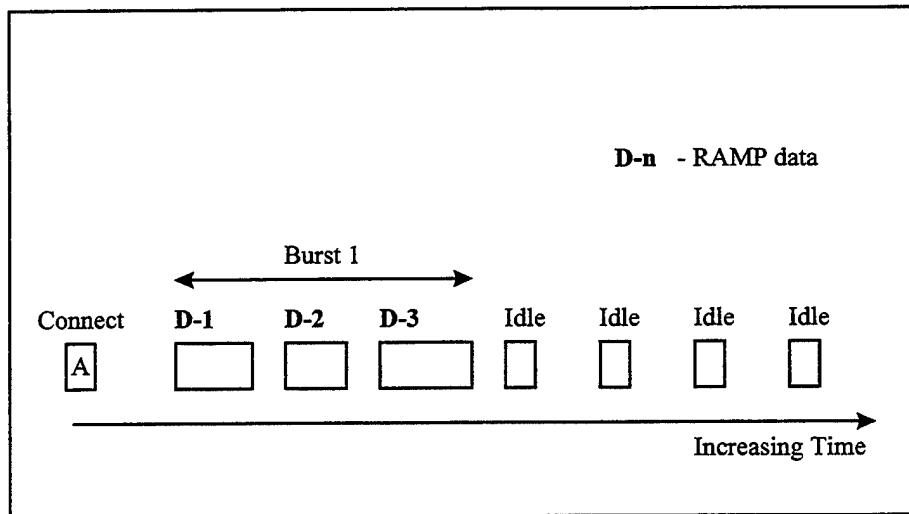 D-n - RAMP data
Burst 1
Connect D-1 D-2 D-3 Idle Idle Idle Idle
A
Increasing Time